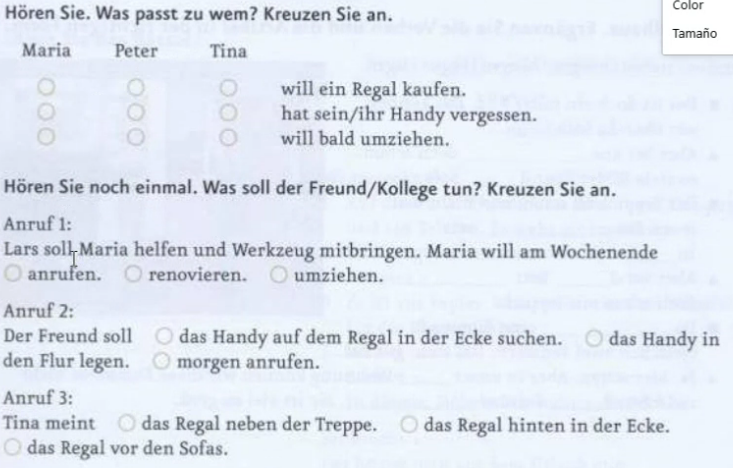 Color
Hören Sie. Was passt zu wem? Kreuzen Sie an.
Tamaño
Maria Peter Tina
will ein Regal kaufen.
hat sein/ihr Handy vergessen.
will bald umziehen.
Hören Sie noch einmal. Was soll der Freund/Kollege tun? Kreuzen Sie an.
Anruf 1:
Lars soll Maria helfen und Werkzeug mitbringen. Maria will am Wochenende
anrufen. renovieren. umziehen.
Anruf 2:
Der Freund soll das Handy auf dem Regal in der Ecke suchen. das Handy in
den Flur legen. morgen anrufen.
Anruf 3:
Tina meint das Regal neben der Treppe. das Regal hinten in der Ecke.
das Regal vor den Sofas.